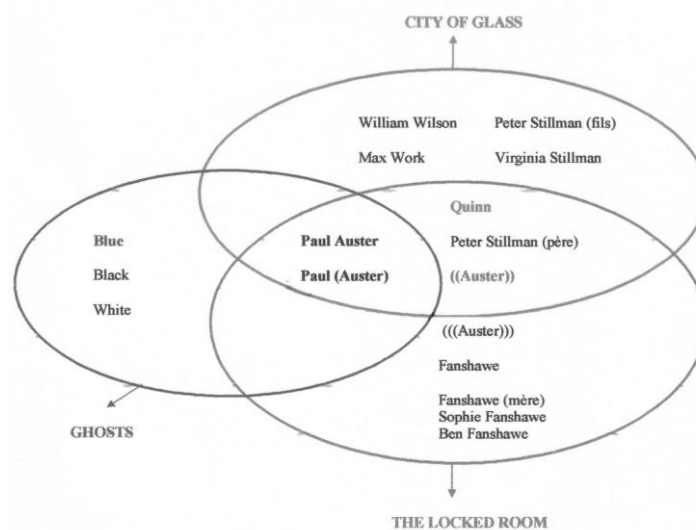 CITY OF GLASS
William Wilson Peter Stillman (fils)
Max Work Virginia Stillman
Quinn
Blue Paul Auster Peter Stillman (père)
Black Paul (Auster) ((Auster))
White
(((Auster)))
Fanshawe
Fanshawe (mère)
Sophie Fanshawe
Ben Fanshawe
GHOSTS
THE LOCKED ROOM